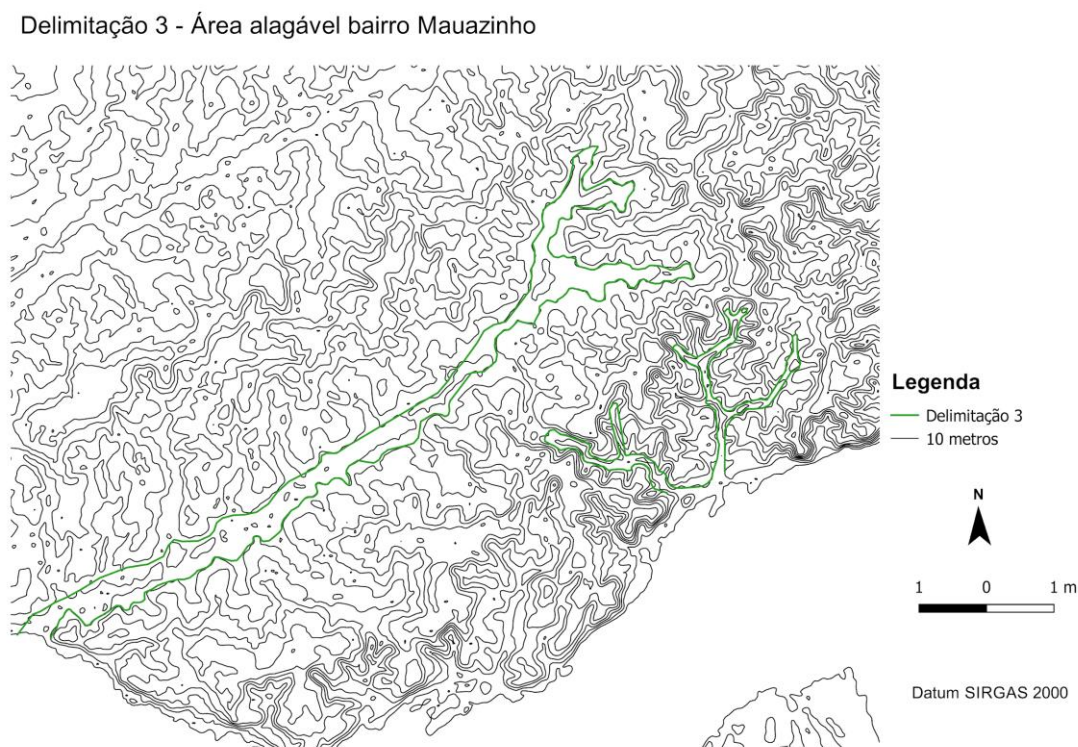 Delimitação 3 - Área alagável bairro Mauazinho
Legenda
Delimitação 3
10 metros
N
1 0 1 m
Datum SIRGAS 2000